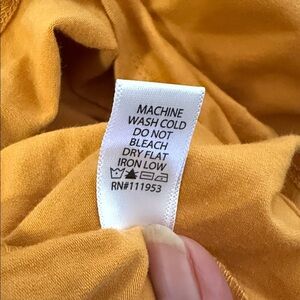 MACHINE
WASH COLD
DO NOT
BLEACH
DRY FLAT
IRON LOW
RN#111953